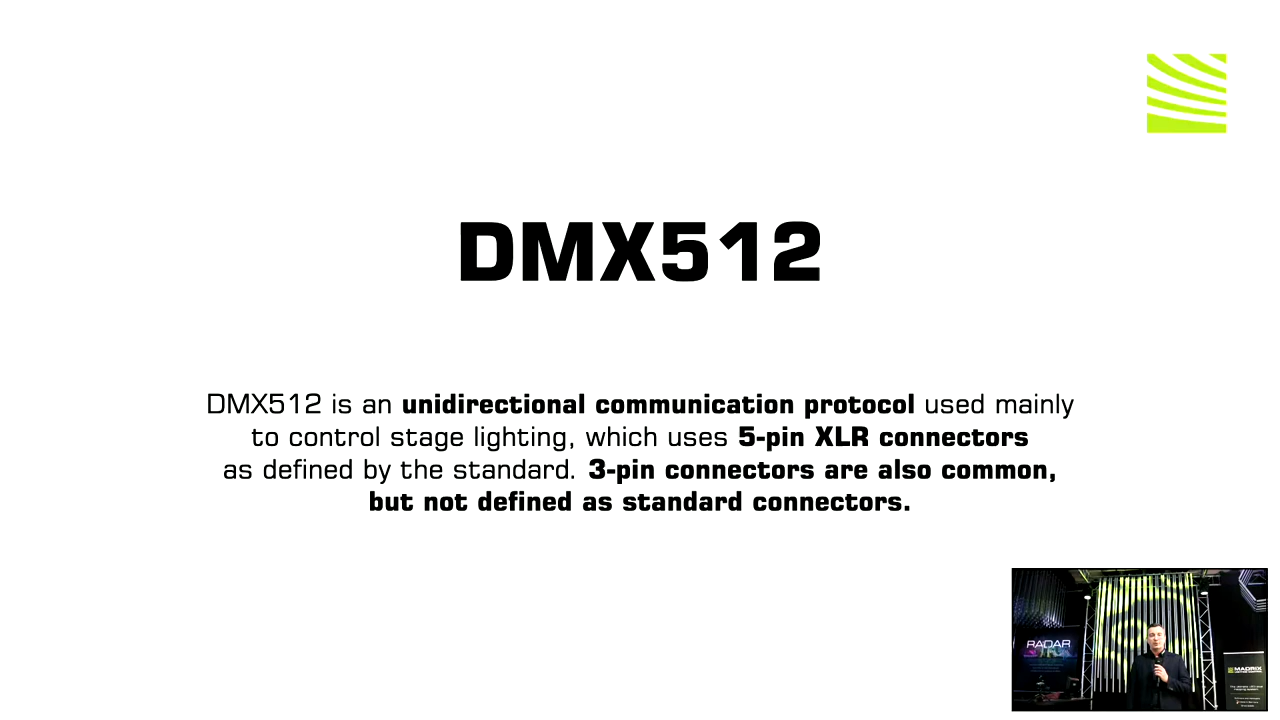 DMX512
DMX512 is an unidirectional communication protocol used mainly
to control stage lighting, which uses 5-pin XLR connectors
as defined by the standard. 3-pin connectors are also common,
but not defined as standard connectors.
RADAR
MADRIX